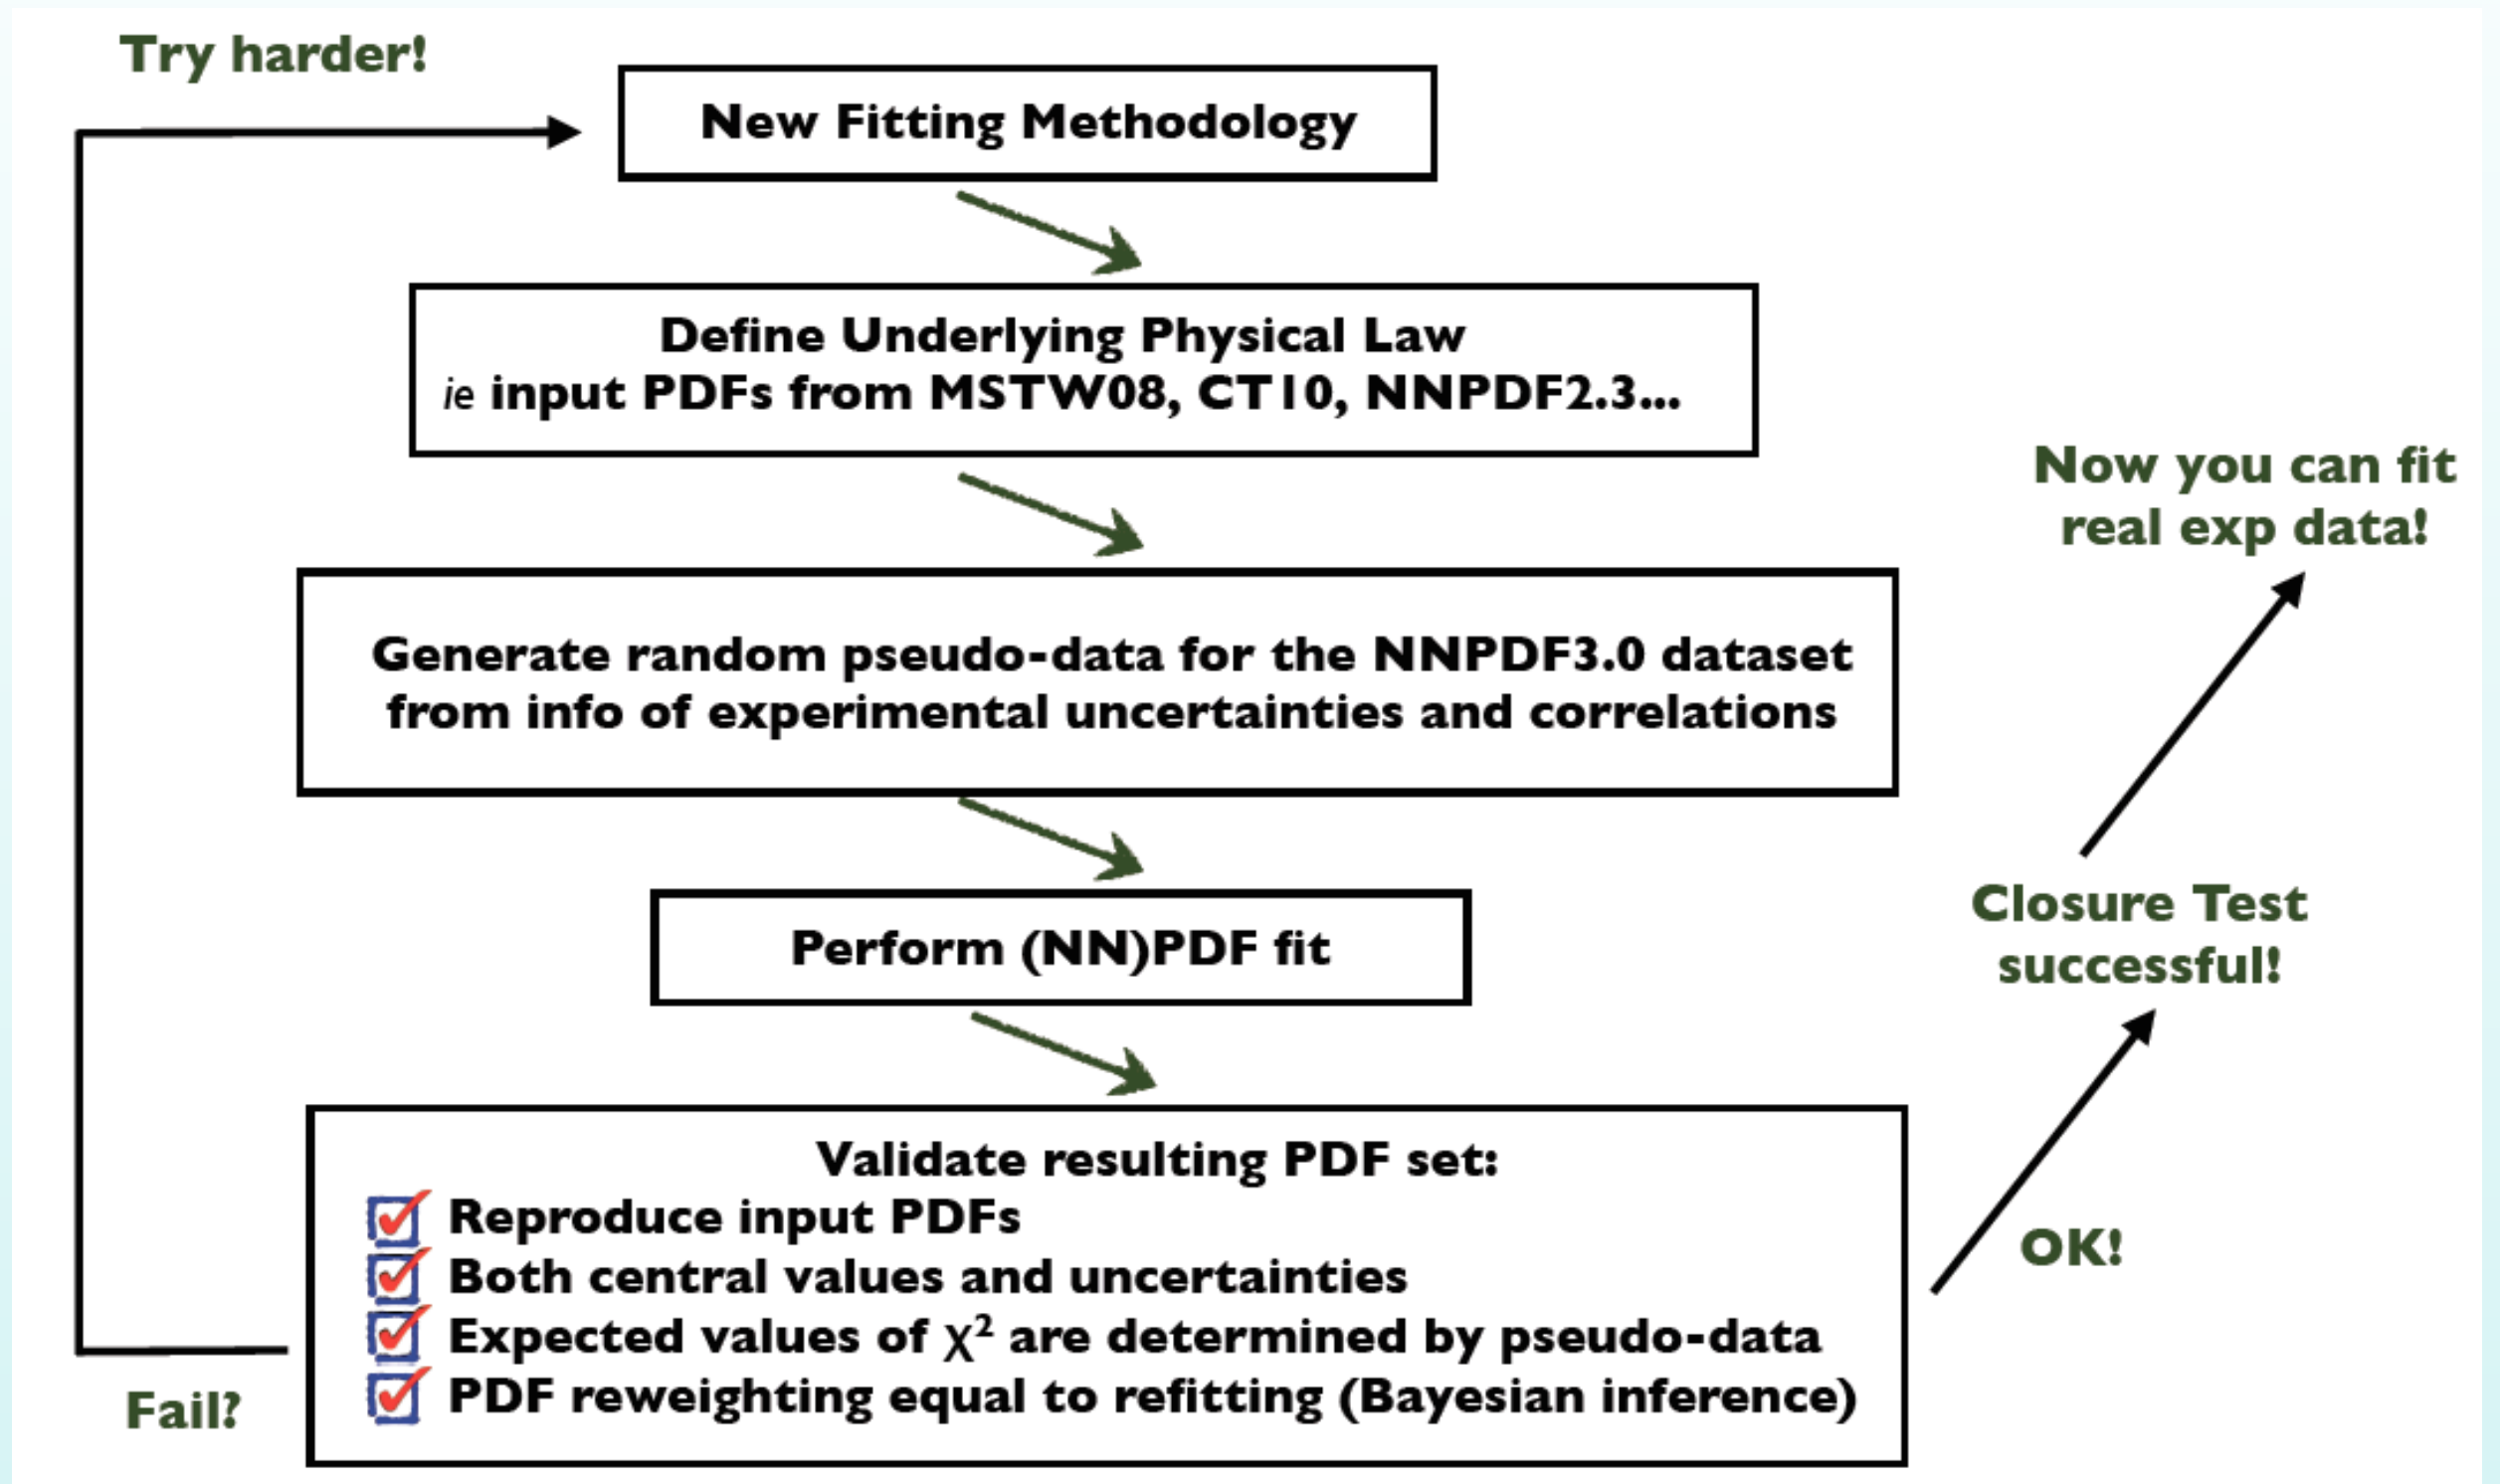 Try harder!
New Fitting Methodology
Define Underlying Physical Law
ie input PDFs from MSTW08, CT10, NNPDF2.3...
Now you can fit
real exp data!
Generate random pseudo-data for the NNPDF3.0 dataset
from info of experimental uncertainties and correlations
Perform (NN)PDF fit
Closure Test
successful!
Validate resulting PDF set:
Reproduce input PDFs
Both central values and uncertainties
Expected values of χ² are determined by pseudo-data
PDF reweighting equal to refitting (Bayesian inference)
OK!
Fail?